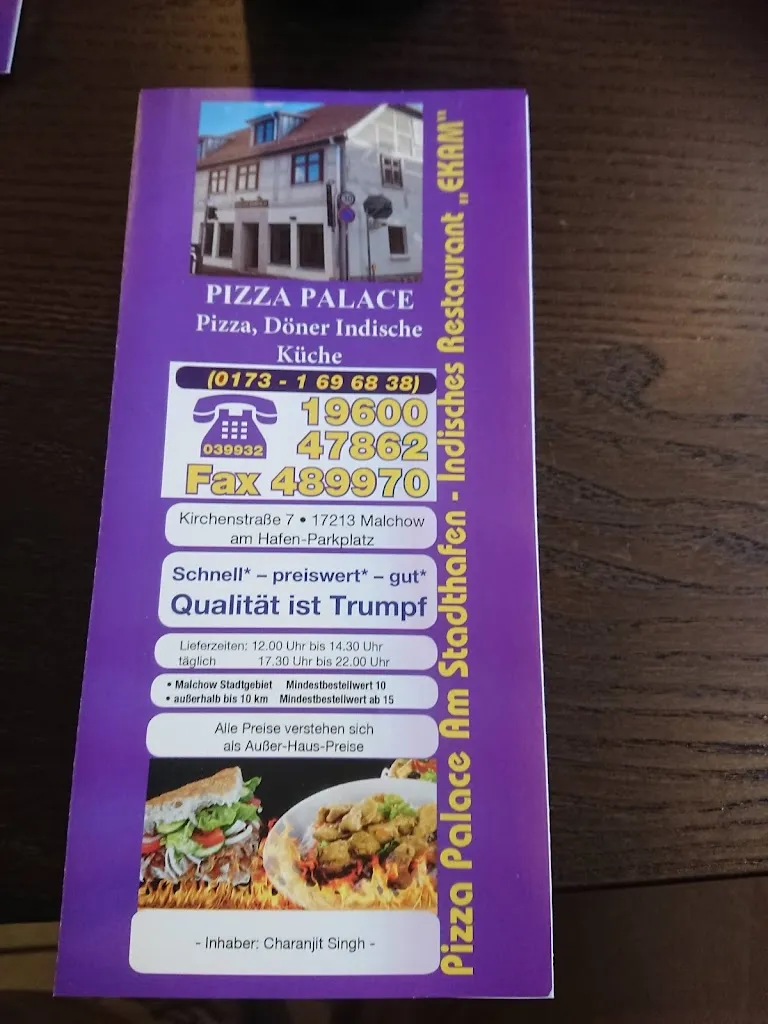 PIZZA PALACE
Pizza, Döner Indische
Küche
(0173 - 1 69 68 38)
19600
039932
47862
Fax 489970
Kirchenstraße 7 • 17213 Malchow
am Hafen-Parkplatz
Schnell* – preiswert* – gut*
Qualität ist Trumpf
Lieferzeiten: 12.00 Uhr bis 14.30 Uhr
täglich 17.30 Uhr bis 22.00 Uhr
• Malchow Stadtgebiet Mindestbestellwert 10
• außerhalb bis 10 km Mindestbestellwert ab 15
Alle Preise verstehen sich
als Außer-Haus-Preise
- Inhaber: Charanjit Singh -
Pizza Palace Am Stadthafen - Indisches Restaurant „EKAM"